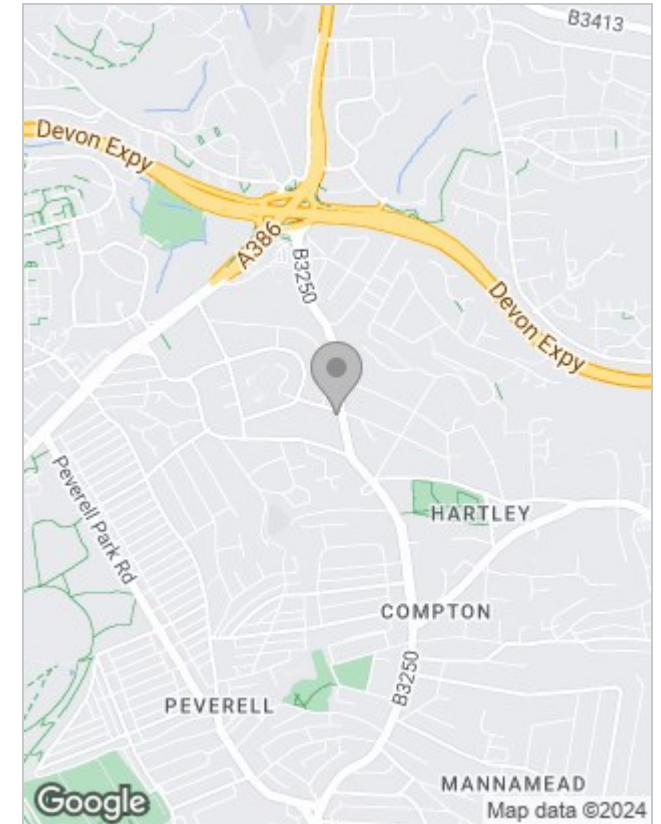 B3413
Devon Expy
A386
B3250
Devon Expy
Peverell Park Rd
HARTLEY
COMPTON
B3250
PEVERELL
MANNAMEAD
Google
Map data ©2024